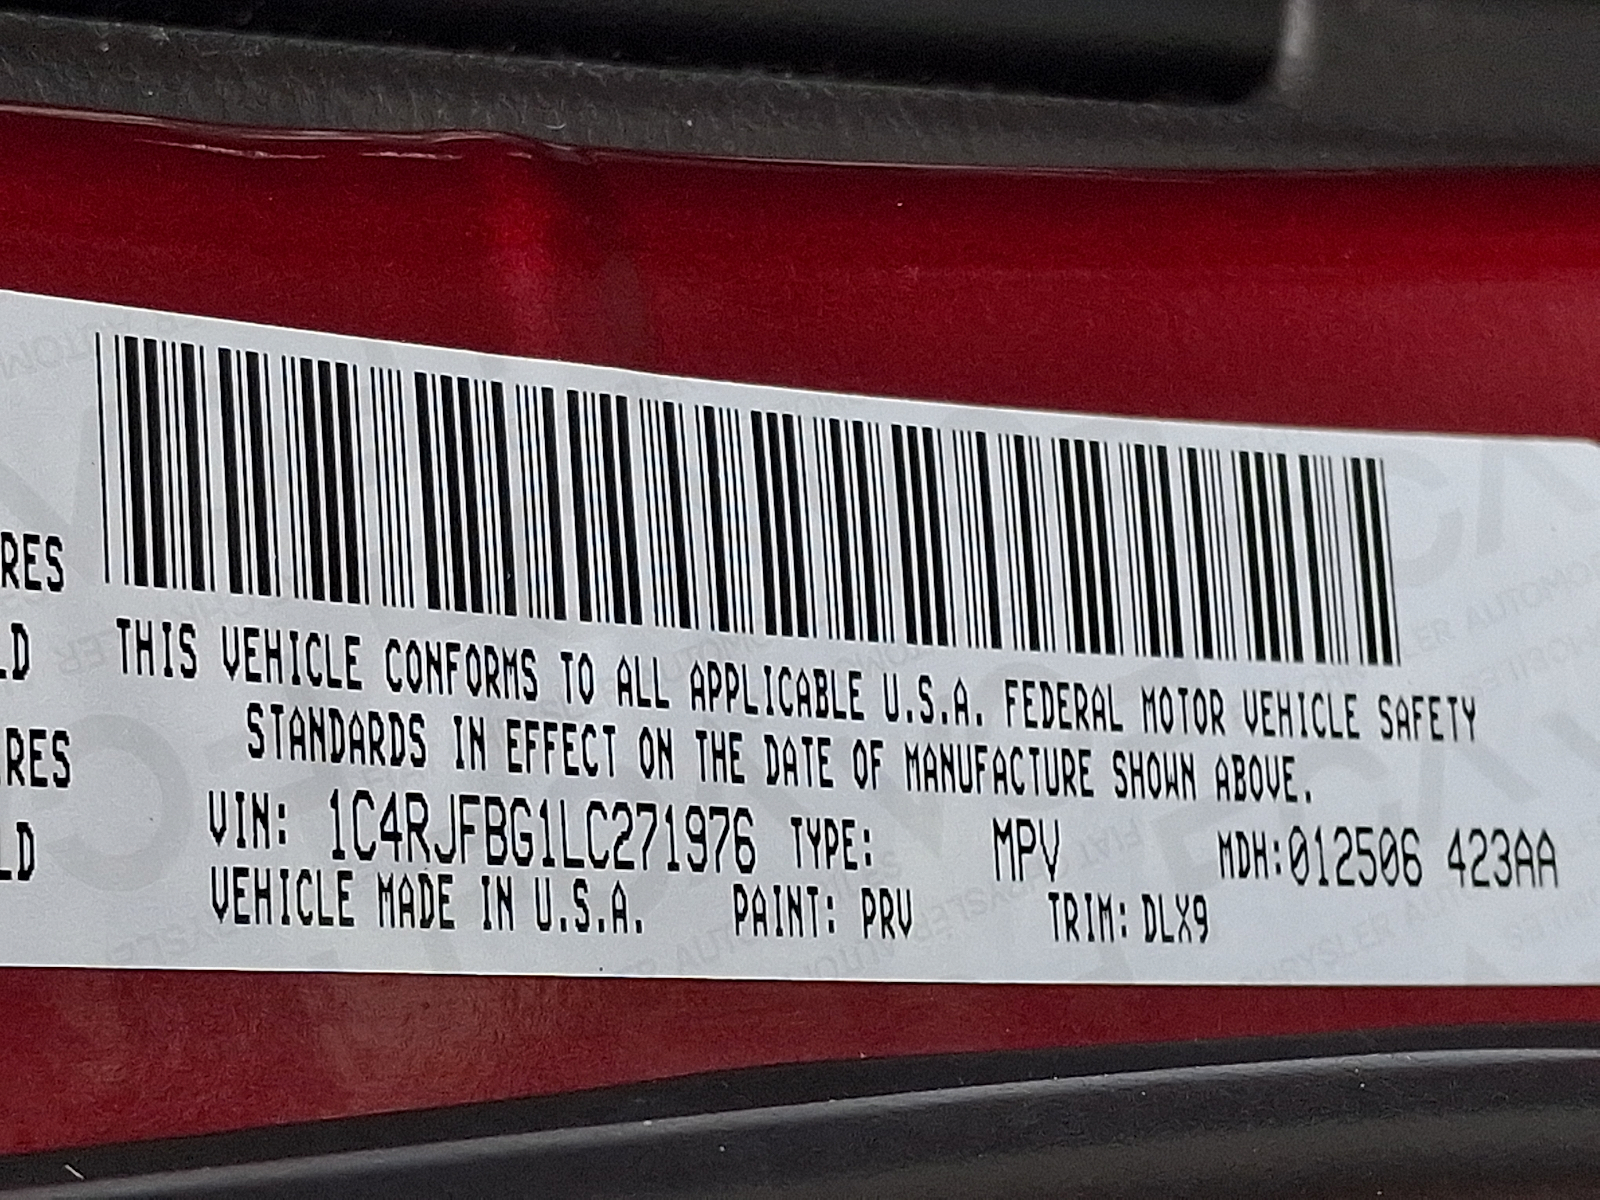 RES
LD
RES
LD
THIS VEHICLE CONFORMS TO ALL APPLICABLE U.S.A. FEDERAL MOTOR VEHICLE SAFETY
STANDARDS IN EFFECT ON THE DATE OF MANUFACTURE SHOWN ABOVE.
VIN: 1C4RJFBG1LC271976 TYPE: MPV MDH:012506 423AA
VEHICLE MADE IN U.S.A. PAINT: PRV TRIM: DLX9